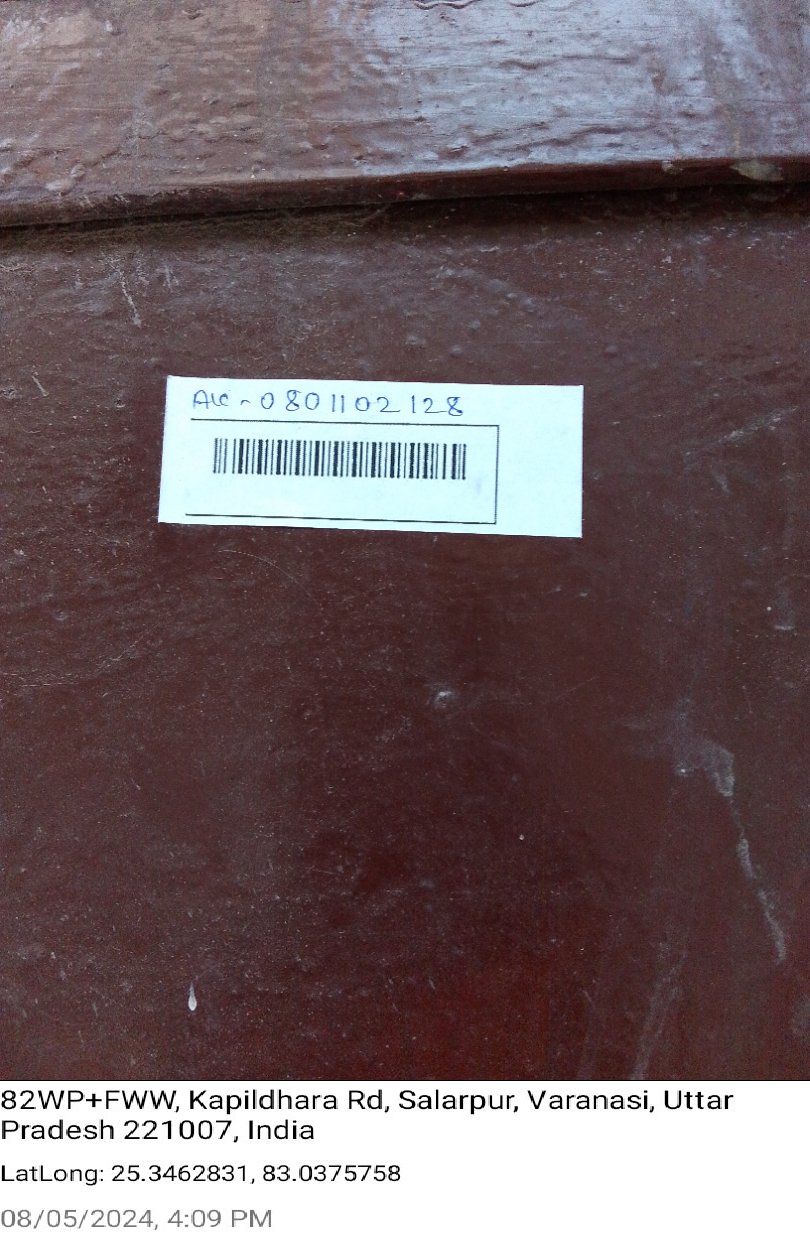 A/c - 0801102128
82WP+FWW, Kapildhara Rd, Salarpur, Varanasi, Uttar
Pradesh 221007, India
LatLong: 25.3462831, 83.0375758
08/05/2024, 4:09 PM